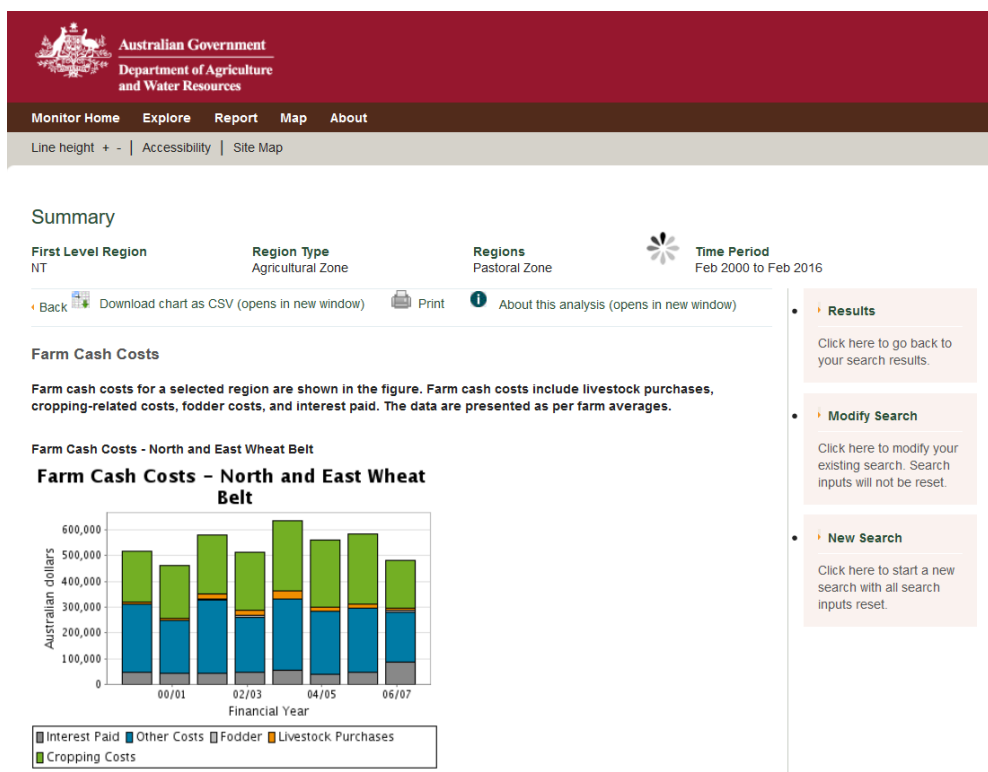 Australian Government
Department of Agriculture
and Water Resources
Monitor Home Explore Report Map About
Line height + - | Accessibility | Site Map
Summary
First Level Region Region Type Regions Time Period
NT Agricultural Zone Pastoral Zone Feb 2000 to Feb 2016
Back Download chart as CSV (opens in new window) Print About this analysis (opens in new window)
Farm Cash Costs
Farm cash costs for a selected region are shown in the figure. Farm cash costs include livestock purchases,
cropping-related costs, fodder costs, and interest paid. The data are presented as per farm averages.
Farm Cash Costs - North and East Wheat Belt
Farm Cash Costs – North and East Wheat
Belt
Australian dollars
600,000
500,000
400,000
300,000
200,000
100,000
0
00/01 02/03 04/05 06/07
Financial Year
Interest Paid Other Costs Fodder Livestock Purchases
Cropping Costs
Results
Click here to go back to
your search results.
Modify Search
Click here to modify your
existing search. Search
inputs will not be reset.
New Search
Click here to start a new
search with all search
inputs reset.